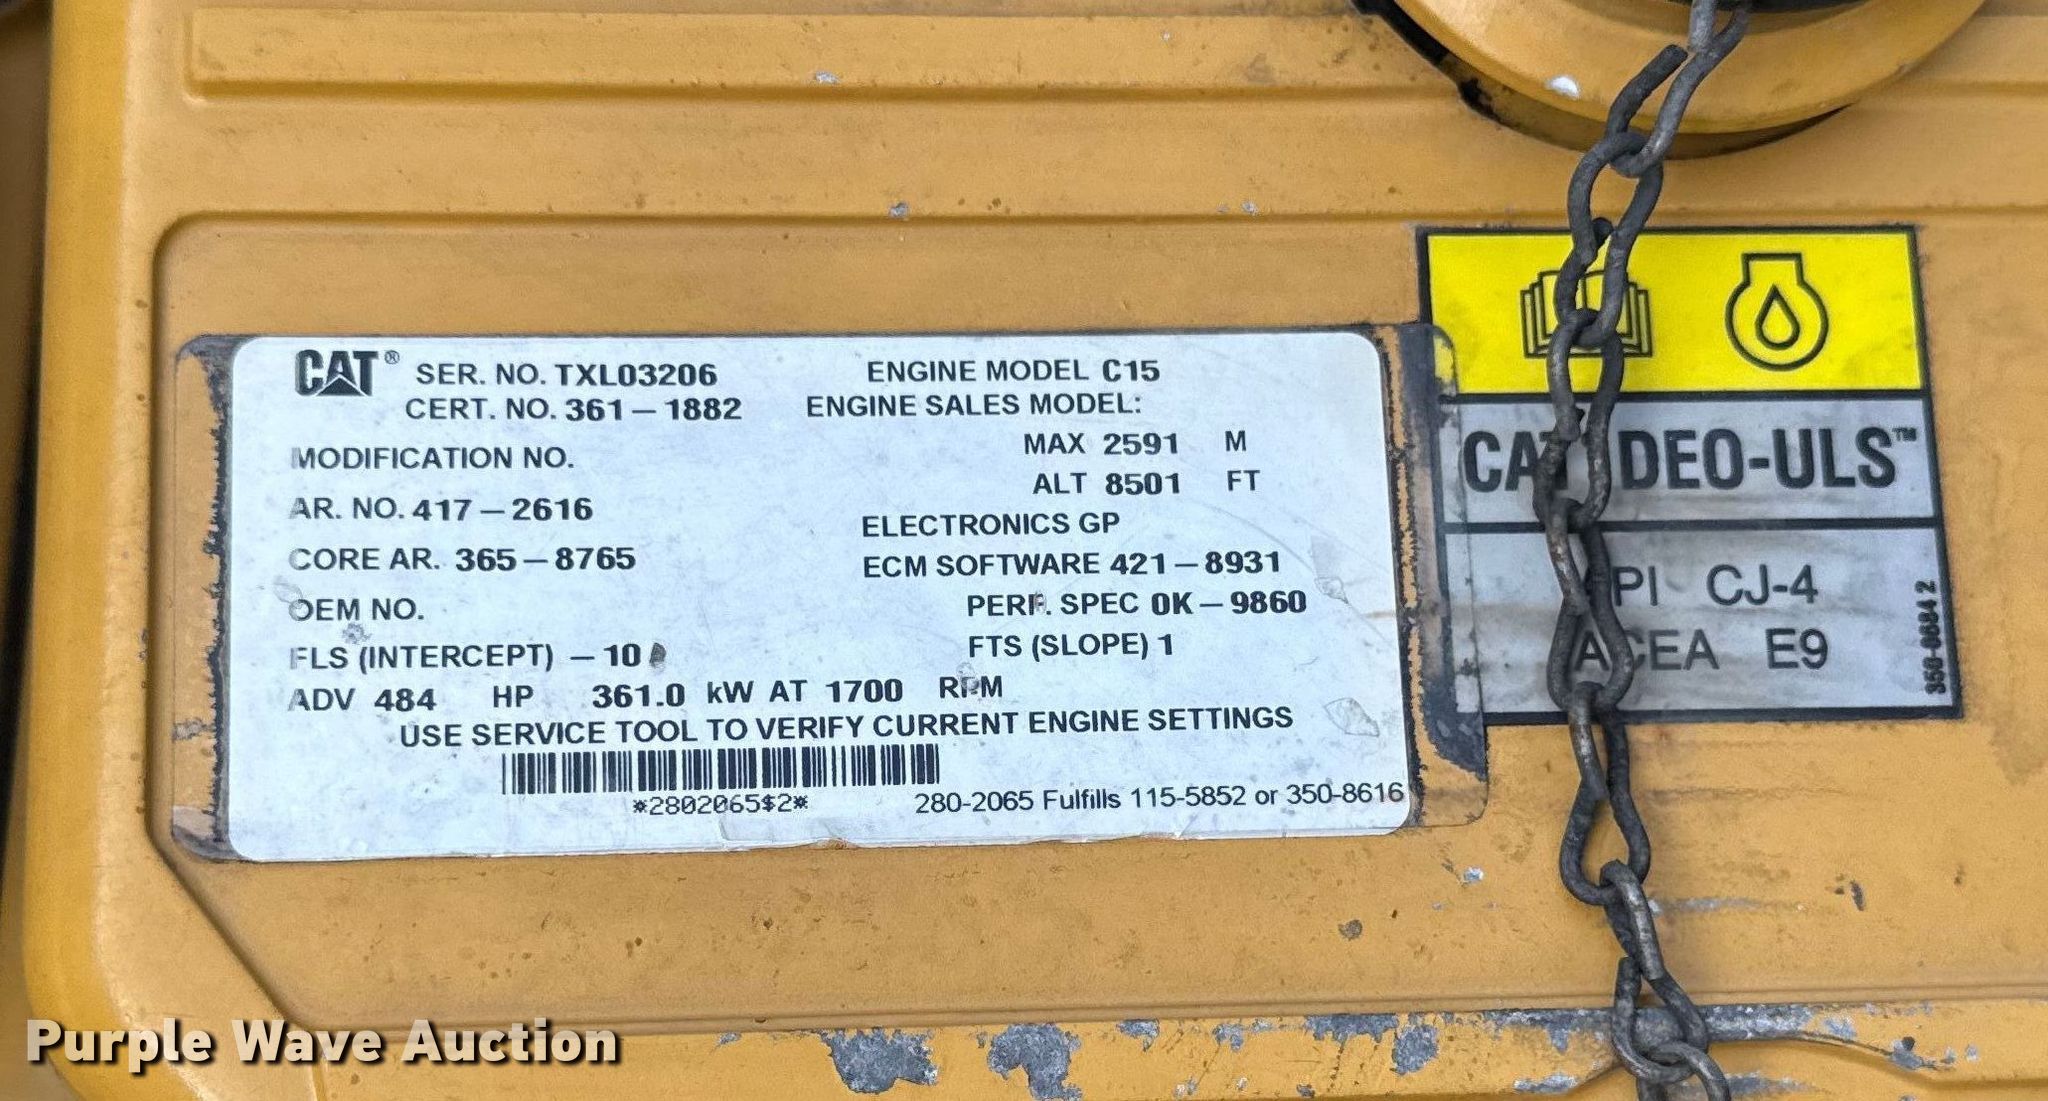 CAT® SER. NO. TXL03206 ENGINE MODEL C15
CERT. NO. 361-1882 ENGINE SALES MODEL:
MODIFICATION NO. MAX 2591 M
ALT 8501 FT
AR. NO. 417-2616 ELECTRONICS GP
CORE AR. 365-8765 ECM SOFTWARE 421-8931
OEM NO. PERF. SPEC 0K-9860
FLS (INTERCEPT) -10 FTS (SLOPE) 1
ADV 484 HP 361.0 kW AT 1700 RPM
USE SERVICE TOOL TO VERIFY CURRENT ENGINE SETTINGS
*2802065$2* 280-2065 Fulfills 115-5852 or 350-8616
CAT DEO-ULS™
API CJ-4
ACEA E9
Purple Wave Auction